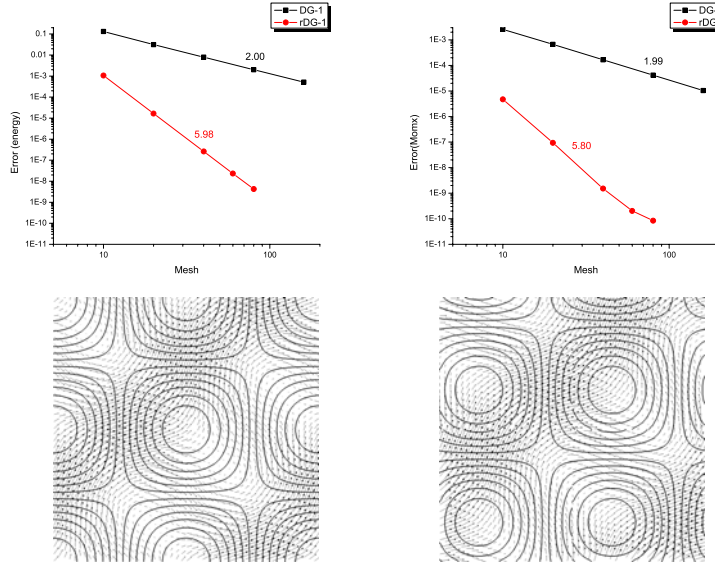 DG-1
rDG-1
0.1
0.01
1E-3
1E-4
1E-5
1E-6
1E-7
1E-8
1E-9
1E-10
1E-11
Error (energy)
2.00
5.98
10
100
Mesh
DG-
rDG
1E-3
1E-4
1E-5
1E-6
1E-7
1E-8
1E-9
1E-10
1E-11
Error(Momx)
1.99
5.80
10
100
Mesh